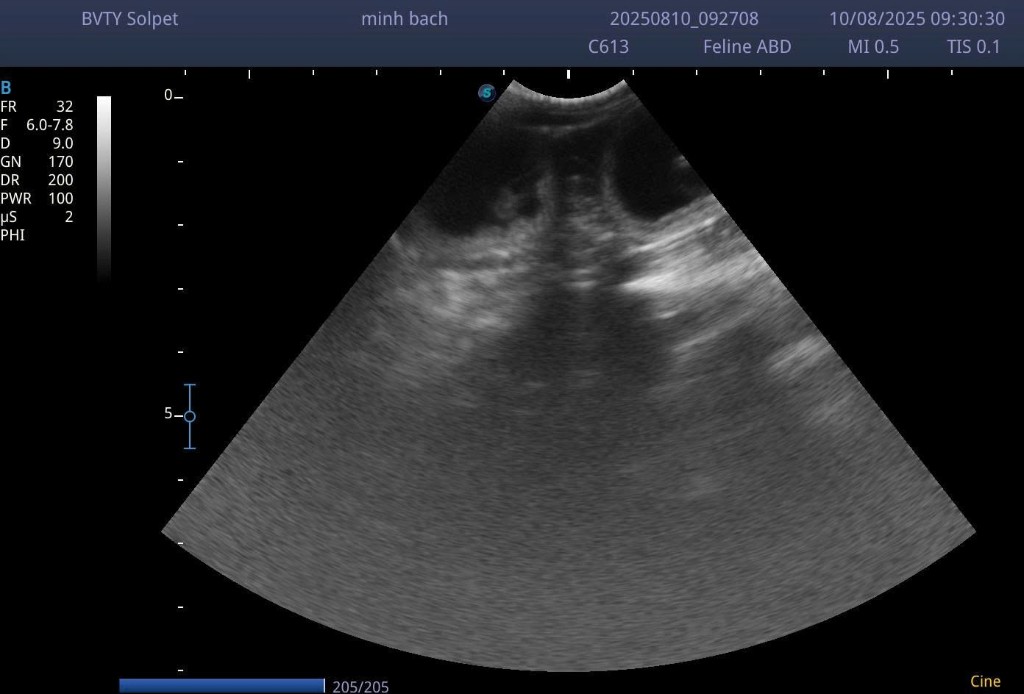 BVTY Solpet minh bach 20250810_092708 10/08/2025 09:30:30
C613 Feline ABD MI 0.5 TIS 0.1
B
FR 32
F 6.0-7.8
D 9.0
GN 170
DR 200
PWR 100
µS 2
PHI
S
0
5
205/205
Cine